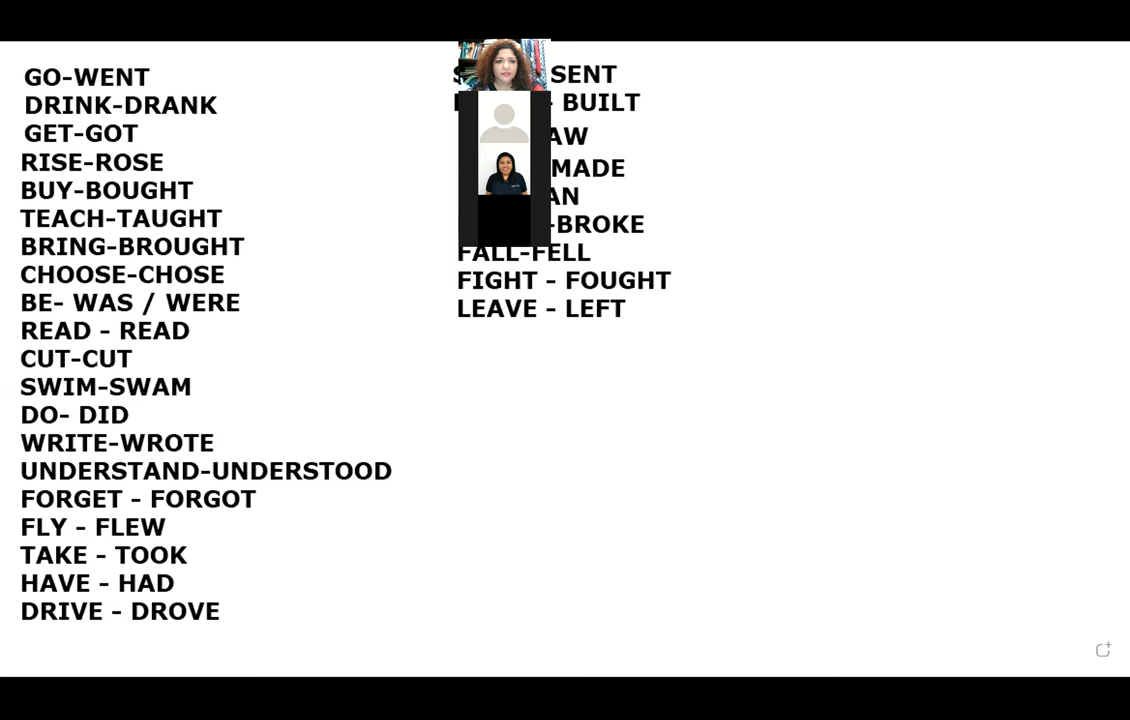 GO-WENT
DRINK-DRANK
GET-GOT
RISE-ROSE
BUY-BOUGHT
TEACH-TAUGHT
BRING-BROUGHT
CHOOSE-CHOSE
BE- WAS / WERE
READ - READ
CUT-CUT
SWIM-SWAM
DO- DID
WRITE-WROTE
UNDERSTAND-UNDERSTOOD
FORGET - FORGOT
FLY - FLEW
TAKE - TOOK
HAVE - HAD
DRIVE - DROVE
SENT
- BUILT
MADE
-BROKE
FALL-FELL
FIGHT - FOUGHT
LEAVE - LEFT